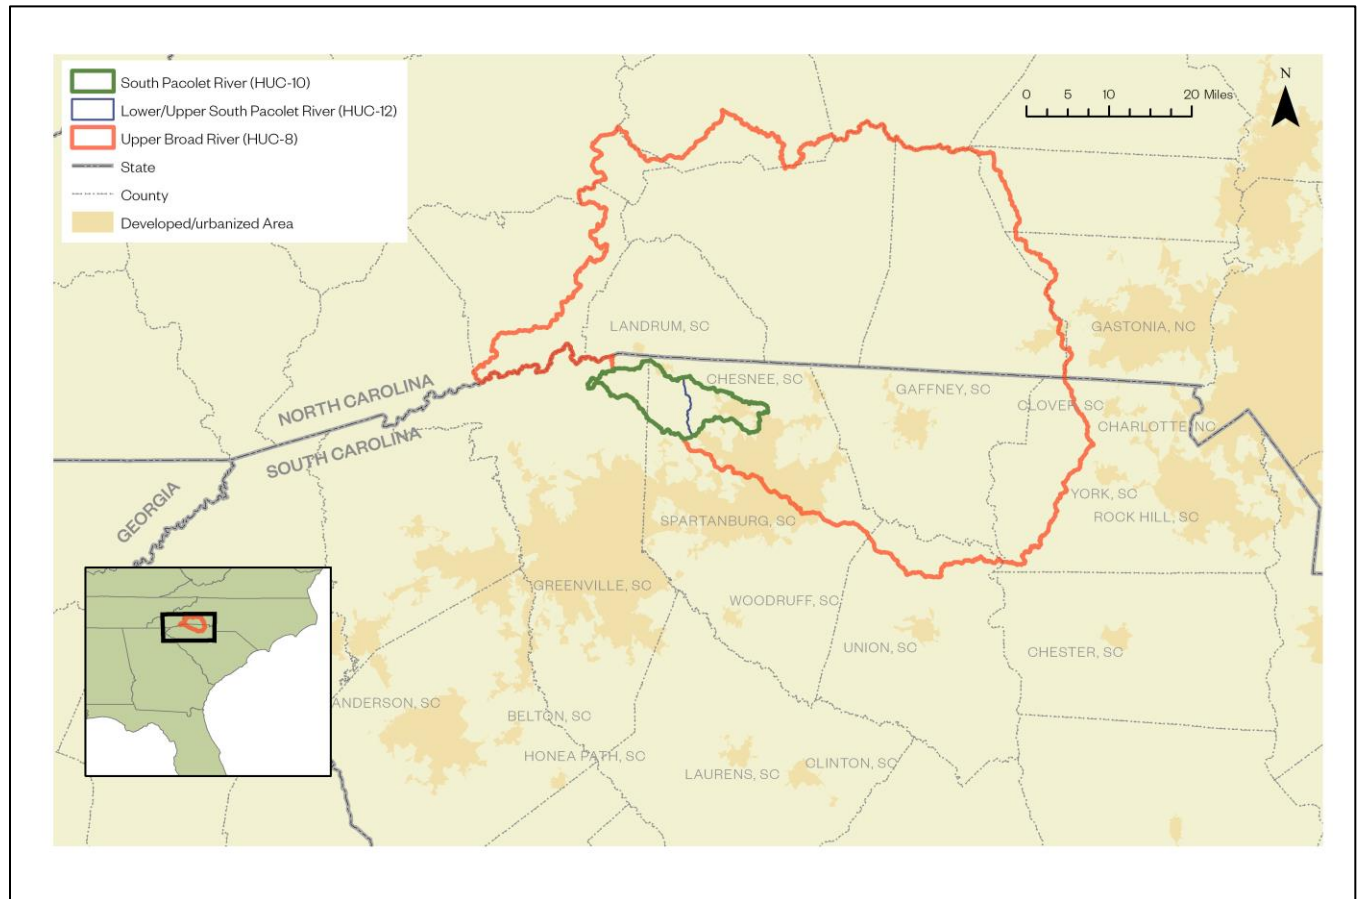 South Pacolet River (HUC-10)
Lower/Upper South Pacolet River (HUC-12)
Upper Broad River (HUC-8)
State
County
Developed/urbanized Area
0 5 10 20 Miles
N
LANDRUM, SC
GASTONIA, NC
CHESNEE, SC
GAFFNEY, SC
NORTH CAROLINA
CLOVER, SC
CHARLOTTE, NC
SOUTH CAROLINA
GEORGIA
YORK, SC
ROCK HILL, SC
SPARTANBURG, SC
GREENVILLE, SC
WOODRUFF, SC
UNION, SC
CHESTER, SC
ANDERSON, SC
BELTON, SC
HONEA PATH, SC
LAURENS, SC
CLINTON, SC